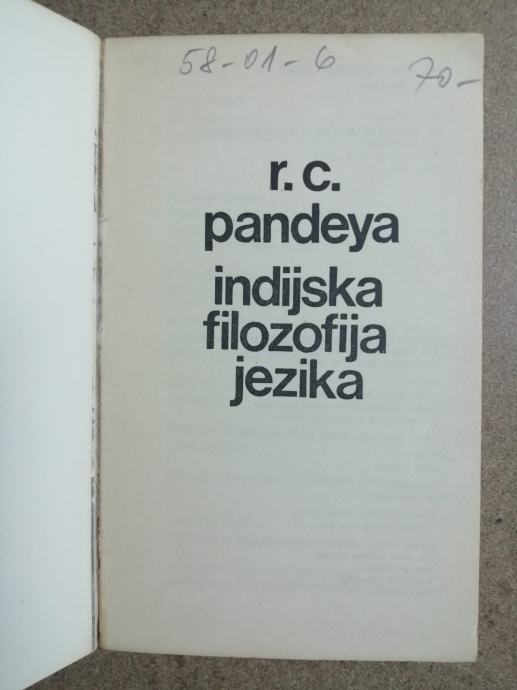 58-01-6
70-
r. c.
pandeya
indijska
filozofija
jezika